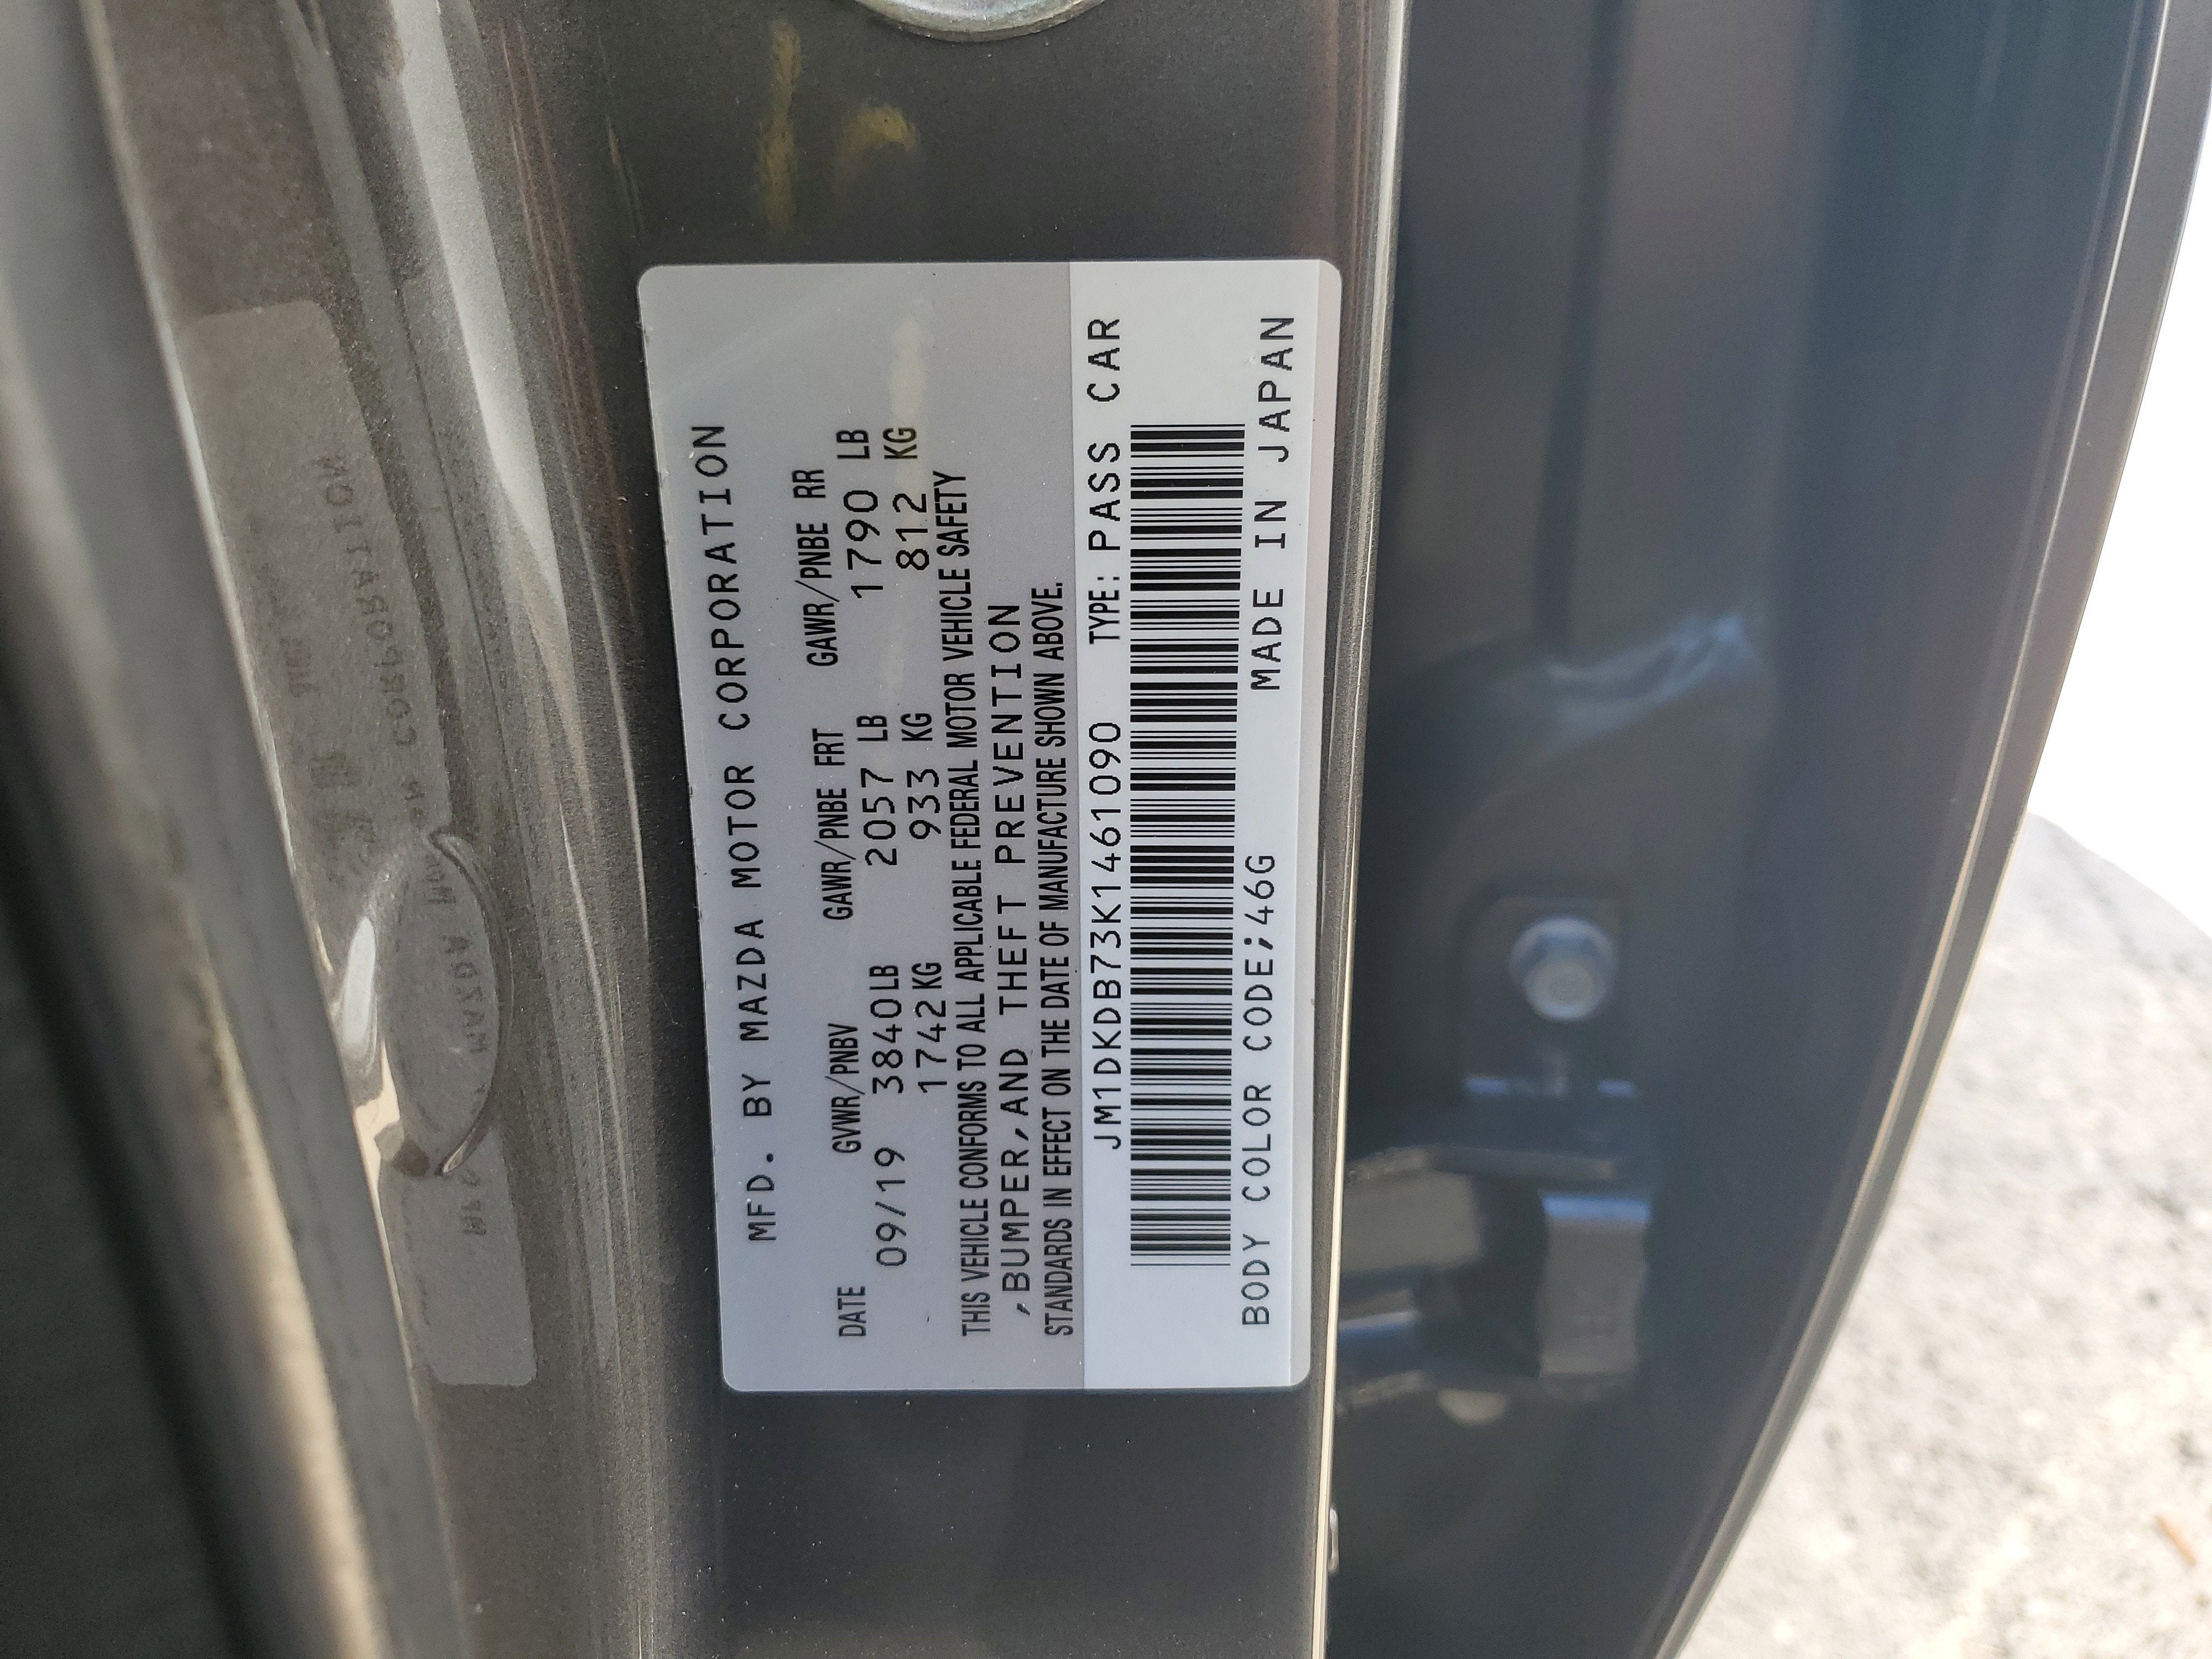 MFD. BY MAZDA MOTOR CORPORATION
DATE GVWR/PNBV GAWR/PNBE FRT GAWR/PNBE RR
09/19 3840LB 2057 LB 1790 LB
1742KG 933 KG 812 KG
THIS VEHICLE CONFORMS TO ALL APPLICABLE FEDERAL MOTOR VEHICLE SAFETY
,BUMPER,AND THEFT PREVENTION
STANDARDS IN EFFECT ON THE DATE OF MANUFACTURE SHOWN ABOVE.
JM1DKDB73K1461090 TYPE: PASS CAR
BODY COLOR CODE;46G MADE IN JAPAN